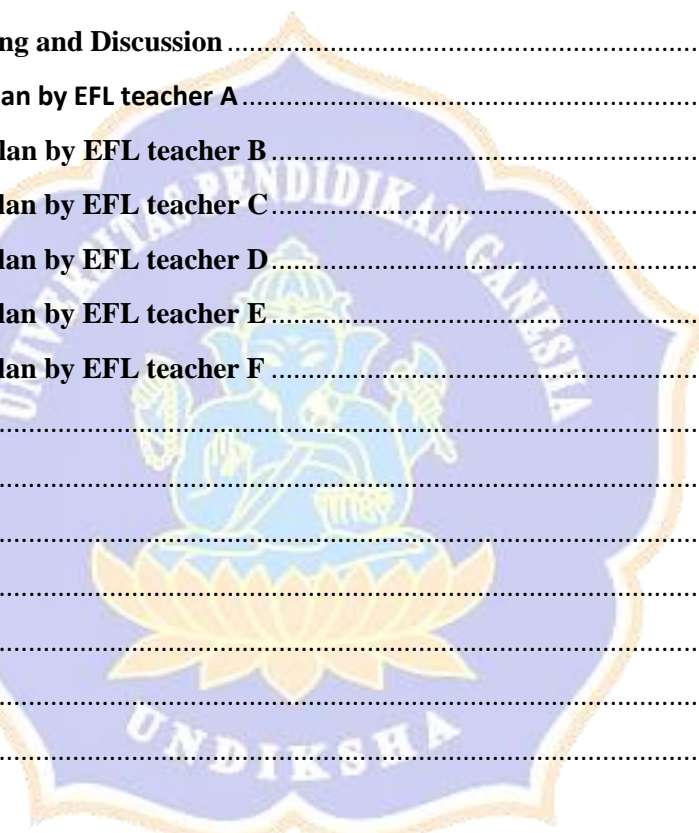 ng and Discussion ........................................................................
an by EFL teacher A ........................................................................
lan by EFL teacher B ........................................................................
lan by EFL teacher C ........................................................................
lan by EFL teacher D ........................................................................
lan by EFL teacher E ........................................................................
lan by EFL teacher F ........................................................................
UNIVERSITAS PENDIDIKAN GANESHA
UNDIKSHA